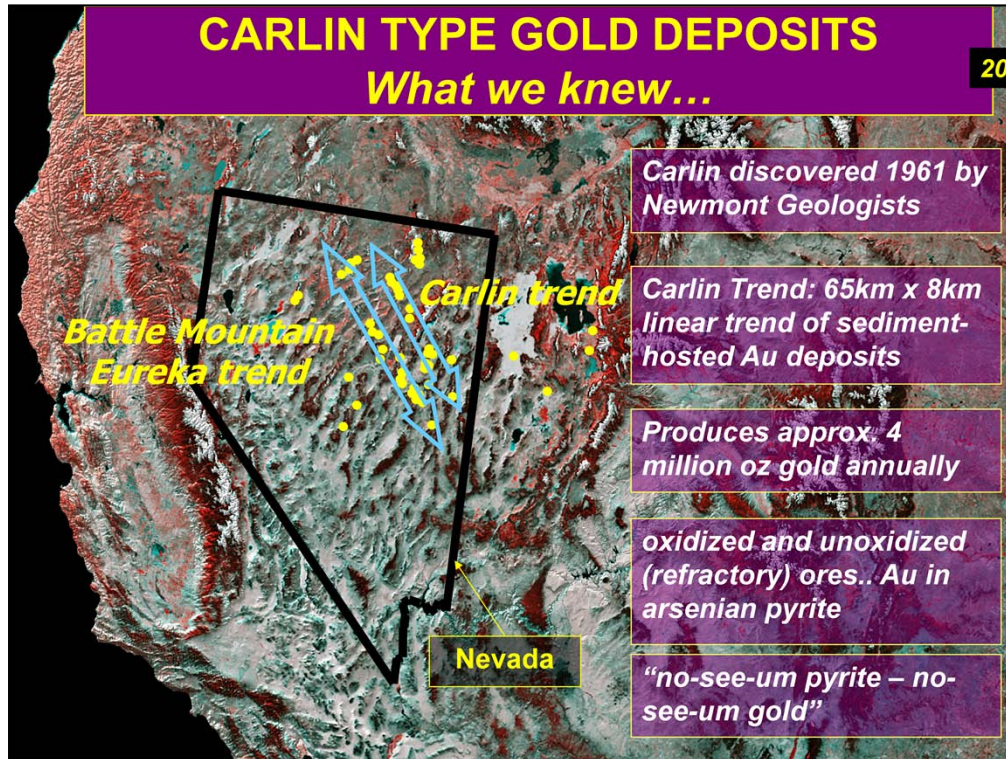 CARLIN TYPE GOLD DEPOSITS
What we knew…
20
Carlin discovered 1961 by
Newmont Geologists
Carlin Trend: 65km x 8km
linear trend of sediment-
hosted Au deposits
Produces approx. 4
million oz gold annually
oxidized and unoxidized
(refractory) ores.. Au in
arsenian pyrite
“no-see-um pyrite – no-
see-um gold”
Carlin trend
Battle Mountain
Eureka trend
Nevada